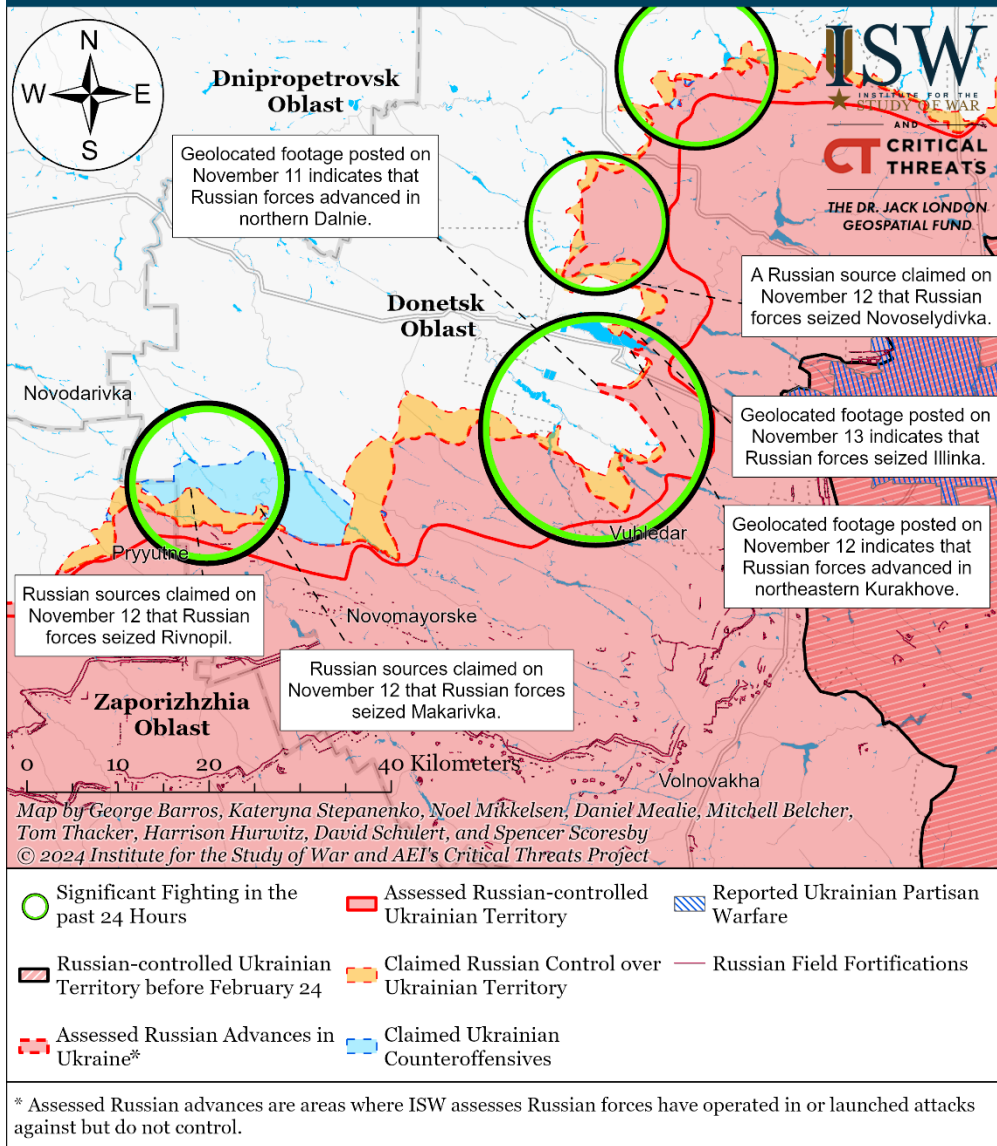 N
W
E
S
Dnipropetrovsk
Oblast
ISW
INSTITUTE FOR THE
STUDY OF WAR
AND
CT CRITICAL
THREATS
THE DR. JACK LONDON
GEOSPATIAL FUND
Geolocated footage posted on
November 11 indicates that
Russian forces advanced in
northern Dalnie.
A Russian source claimed on
November 12 that Russian
forces seized Novoselydivka.
Donetsk
Oblast
Novodarivka
Geolocated footage posted on
November 13 indicates that
Russian forces seized Illinka.
Vuhledar
Geolocated footage posted on
November 12 indicates that
Russian forces advanced in
northeastern Kurakhove.
Pryyutne
Russian sources claimed on
November 12 that Russian
forces seized Rivnopil.
Novomayorske
Russian sources claimed on
November 12 that Russian forces
seized Makarivka.
Zaporizhzhia
Oblast
0 10 20 40 Kilometers
Volnovakha
Map by George Barros, Kateryna Stepanenko, Noel Mikkelsen, Daniel Mealie, Mitchell Belcher,
Tom Thacker, Harrison Hurwitz, David Schulert, and Spencer Scoresby
© 2024 Institute for the Study of War and AEI's Critical Threats Project
Significant Fighting in the
past 24 Hours
Assessed Russian-controlled
Ukrainian Territory
Reported Ukrainian Partisan
Warfare
Russian-controlled Ukrainian
Territory before February 24
Claimed Russian Control over
Ukrainian Territory
Russian Field Fortifications
Assessed Russian Advances in
Ukraine*
Claimed Ukrainian
Counteroffensives
* Assessed Russian advances are areas where ISW assesses Russian forces have operated in or launched attacks
against but do not control.